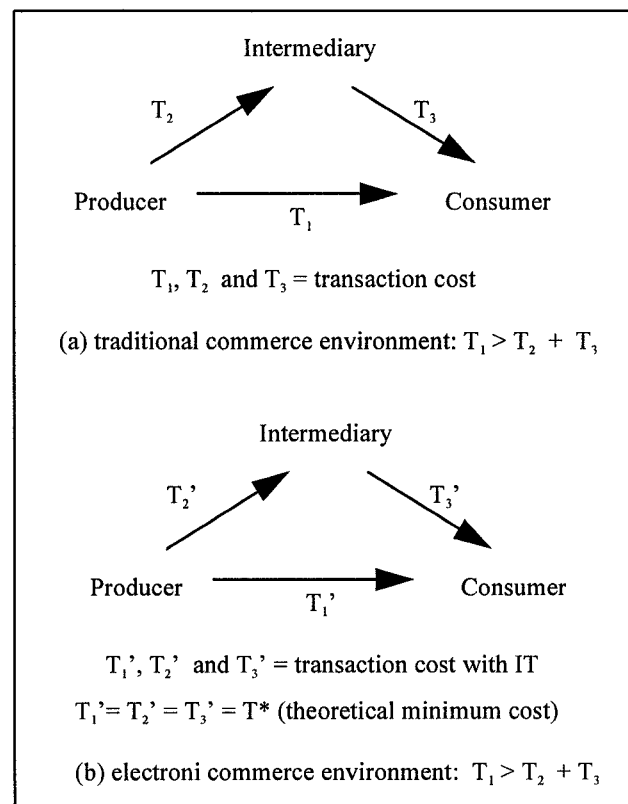 Intermediary
T₂ T₃
Producer Consumer
T₁
T₁, T₂ and T₃ = transaction cost
(a) traditional commerce environment: T₁ > T₂ + T₃
Intermediary
T₂’ T₃’
Producer Consumer
T₁’
T₁’, T₂’ and T₃’ = transaction cost with IT
T₁’= T₂’ = T₃’ = T* (theoretical minimum cost)
(b) electroni commerce environment: T₁ > T₂ + T₃